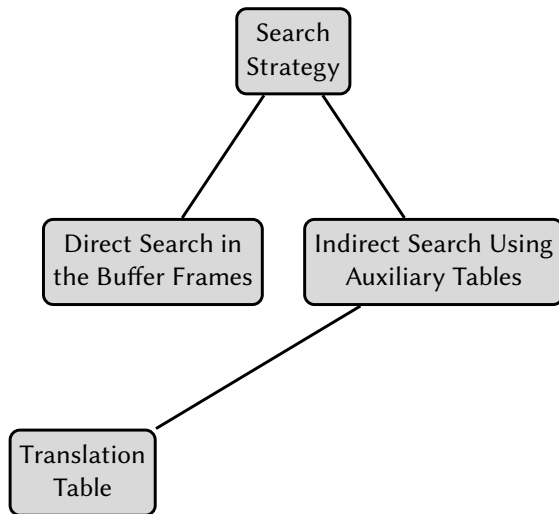 Search
Strategy
Direct Search in
the Buffer Frames
Indirect Search Using
Auxiliary Tables
Translation
Table